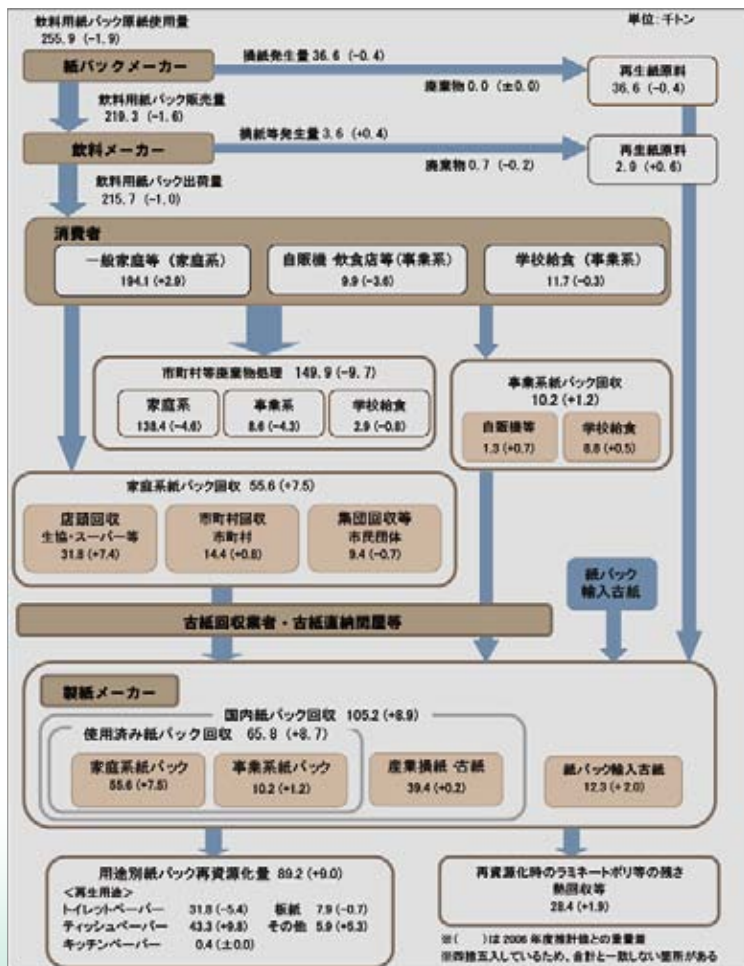 飲料用紙パック原紙使用量
255.9 (-1.9)
単位:千トン
紙パックメーカー
損紙発生量 36.6 (-0.4)
廃棄物 0.0 (±0.0)
再生紙原料
36.6 (-0.4)
飲料用紙パック販売量
219.3 (-1.6)
飲料メーカー
損紙等発生量 3.6 (+0.4)
廃棄物 0.7 (-0.2)
再生紙原料
2.9 (+0.6)
飲料用紙パック出荷量
215.7 (-1.0)
消費者
一般家庭等 (家庭系)
194.1 (+2.9)
自販機・飲食店等(事業系)
9.9 (-3.6)
学校給食 (事業系)
11.7 (-0.3)
市町村等廃棄物処理 149.9 (-9.7)
家庭系
138.4 (-4.6)
事業系
8.6 (-4.3)
学校給食
2.9 (-0.8)
事業系紙パック回収
10.2 (+1.2)
自販機等
1.3 (+0.7)
学校給食
8.8 (+0.5)
家庭系紙パック回収 55.6 (+7.5)
店頭回収
生協・スーパー等
31.8 (+7.4)
市町村回収
市町村
14.4 (+0.8)
集団回収等
市民団体
9.4 (-0.7)
紙パック
輸入古紙
古紙回収業者・古紙直納問屋等
製紙メーカー
国内紙パック回収 105.2 (+8.9)
使用済み紙パック回収 65.8 (+8.7)
家庭系紙パック
55.6 (+7.5)
事業系紙パック
10.2 (+1.2)
産業損紙・古紙
39.4 (+0.2)
紙パック輸入古紙
12.3 (+2.0)
用途別紙パック再資源化量 89.2 (+9.0)
<再生用途>
トイレットペーパー 31.8 (-5.4) 板紙 7.9 (-0.7)
ティッシュペーパー 43.3 (+9.8) その他 5.9 (+5.3)
キッチンペーパー 0.4 (±0.0)
再資源化時のラミネートポリ等の残さ
熱回収等
28.4 (+1.9)
※( )は2006年度推計値との重量差
※四捨五入しているため、合計と一致しない箇所がある